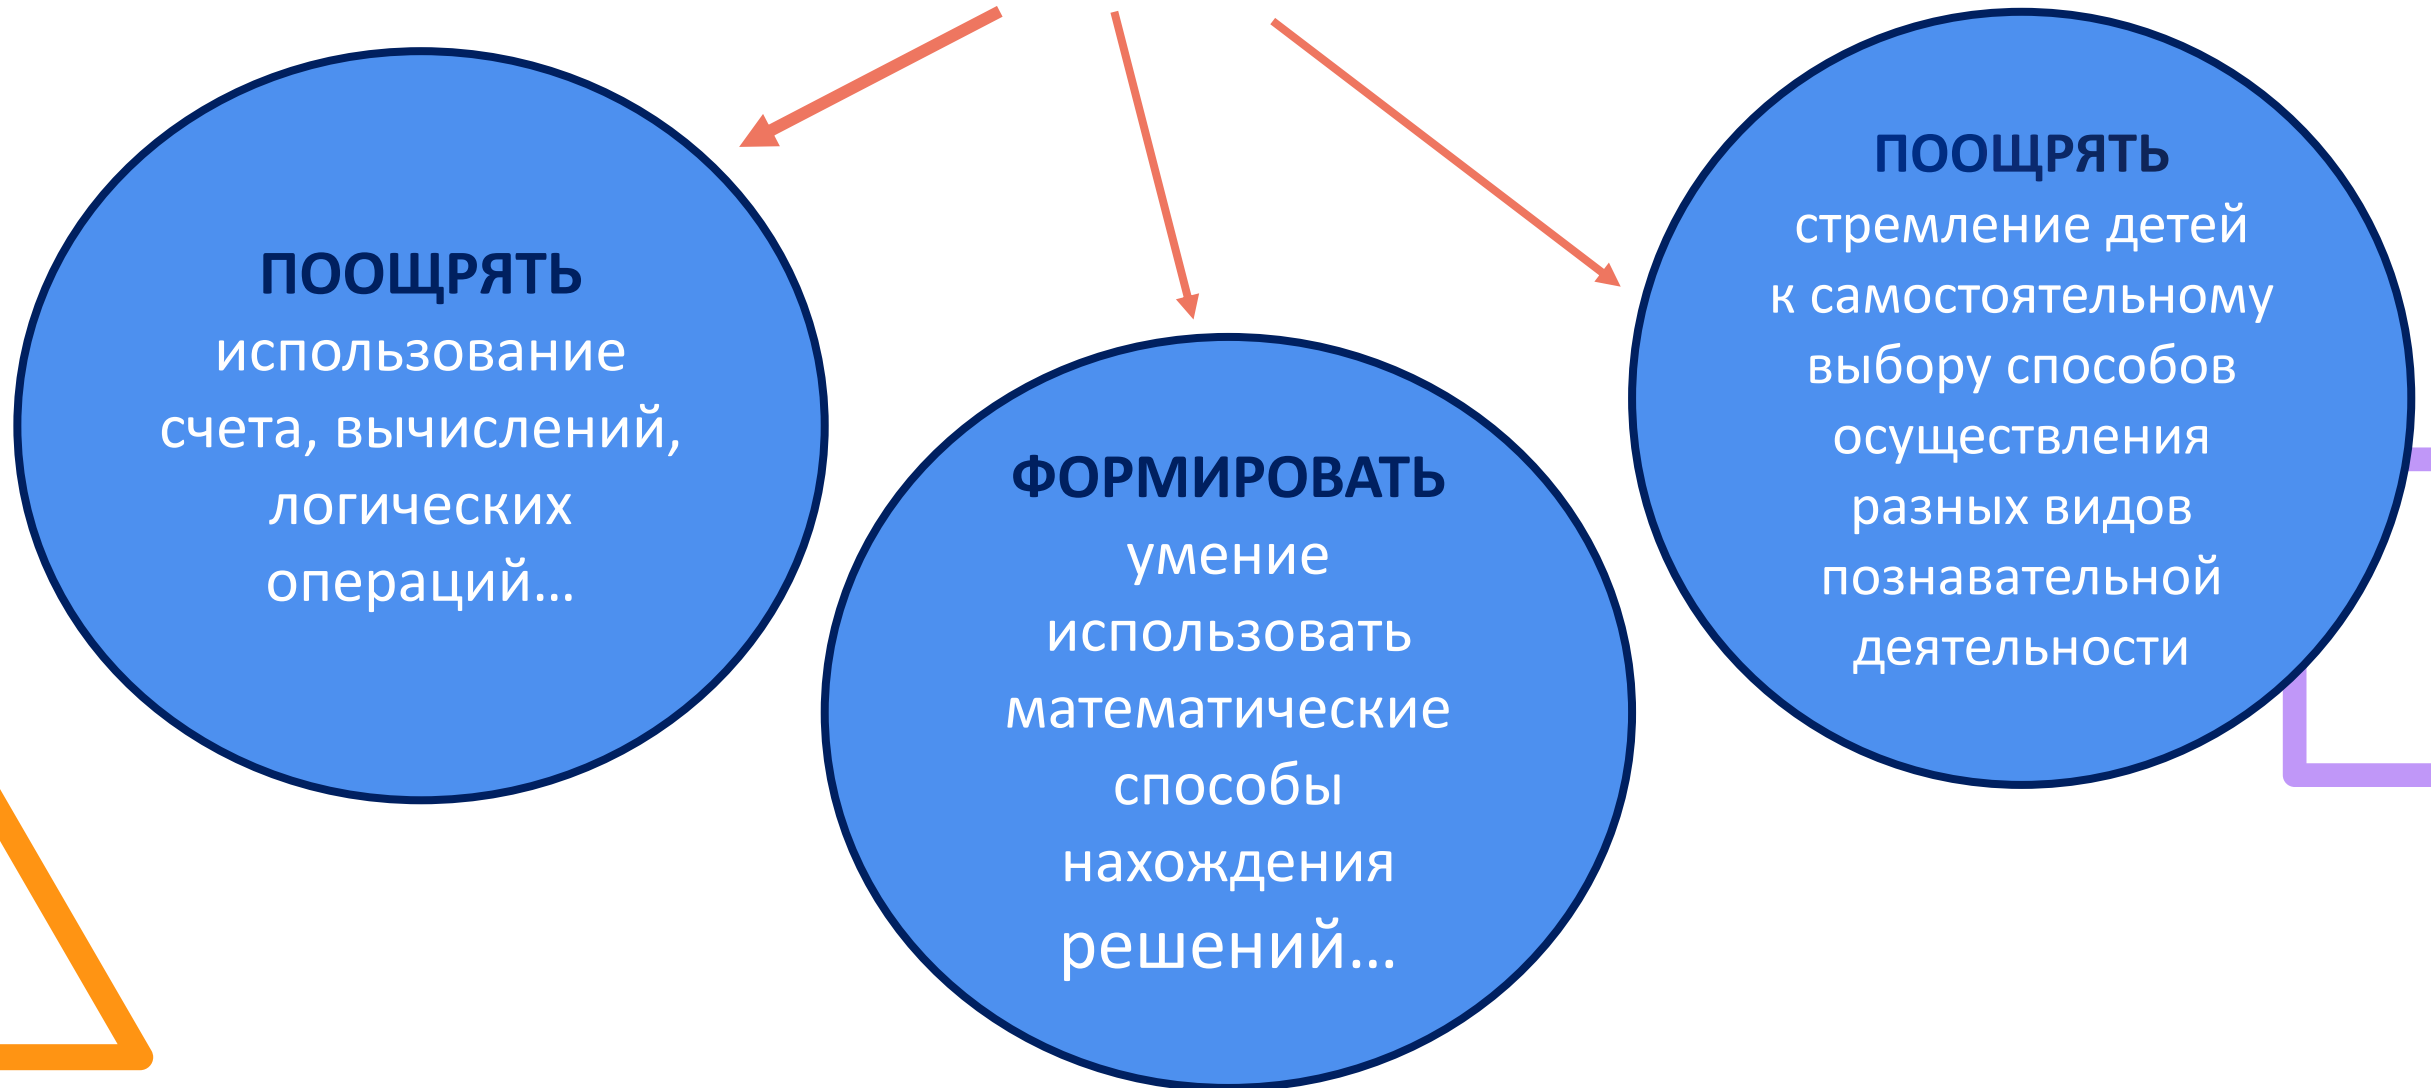 ПООЩРЯТЬ
использование
счета, вычислений,
логических
операций…
ФОРМИРОВАТЬ
умение
использовать
математические
способы
нахождения
решений…
ПООЩРЯТЬ
стремление детей
к самостоятельному
выбору способов
осуществления
разных видов
познавательной
деятельности